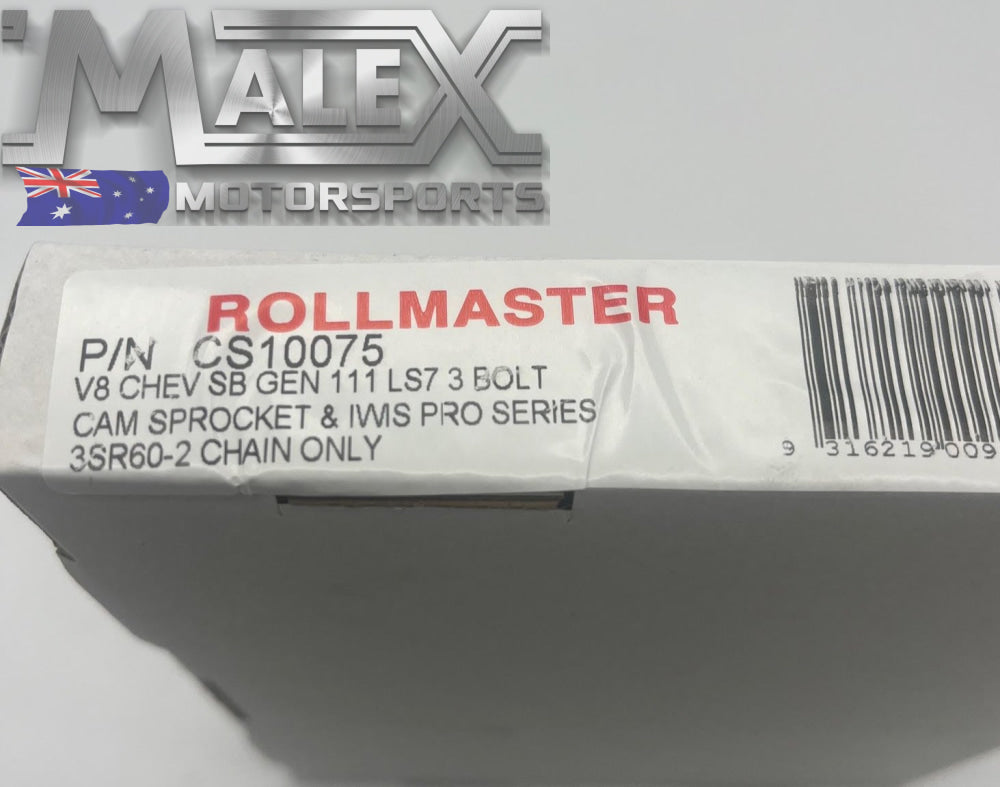 MALEX
MOTORSPORTS
ROLLMASTER
P/N CS10075
V8 CHEV SB GEN 111 LS7 3 BOLT
CAM SPROCKET & IWIS PRO SERIES
3SR60-2 CHAIN ONLY
9 316219 009